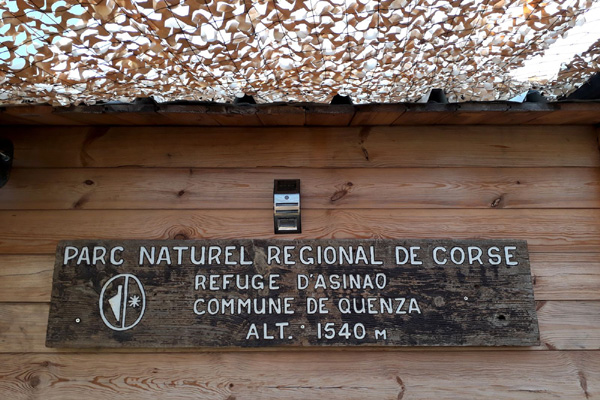 PARC NATUREL REGIONAL DE CORSE
REFUGE D'ASINAO
COMMUNE DE QUENZA
ALT. 1540 M